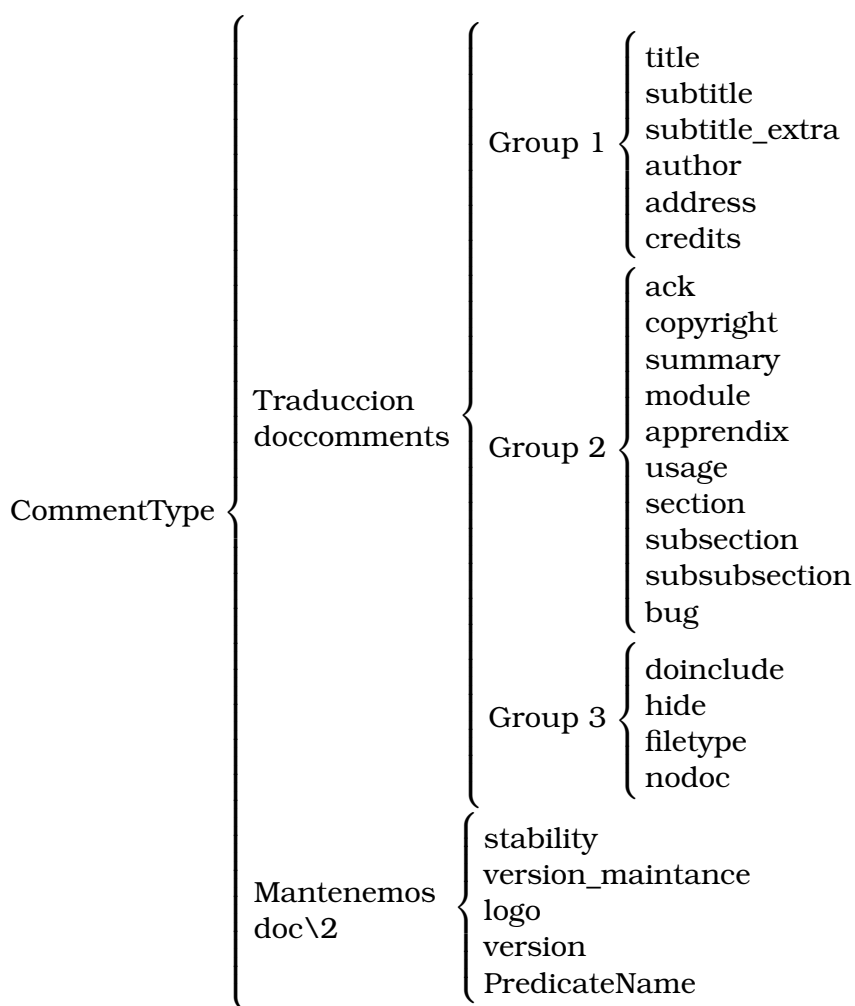 CommentType
Traduccion
doccomments
Group 1
title
subtitle
subtitle_extra
author
address
credits
Group 2
ack
copyright
summary
module
apprendix
usage
section
subsection
subsubsection
bug
Group 3
doinclude
hide
filetype
nodoc
Mantenemos
doc\2
stability
version_maintance
logo
version
PredicateName